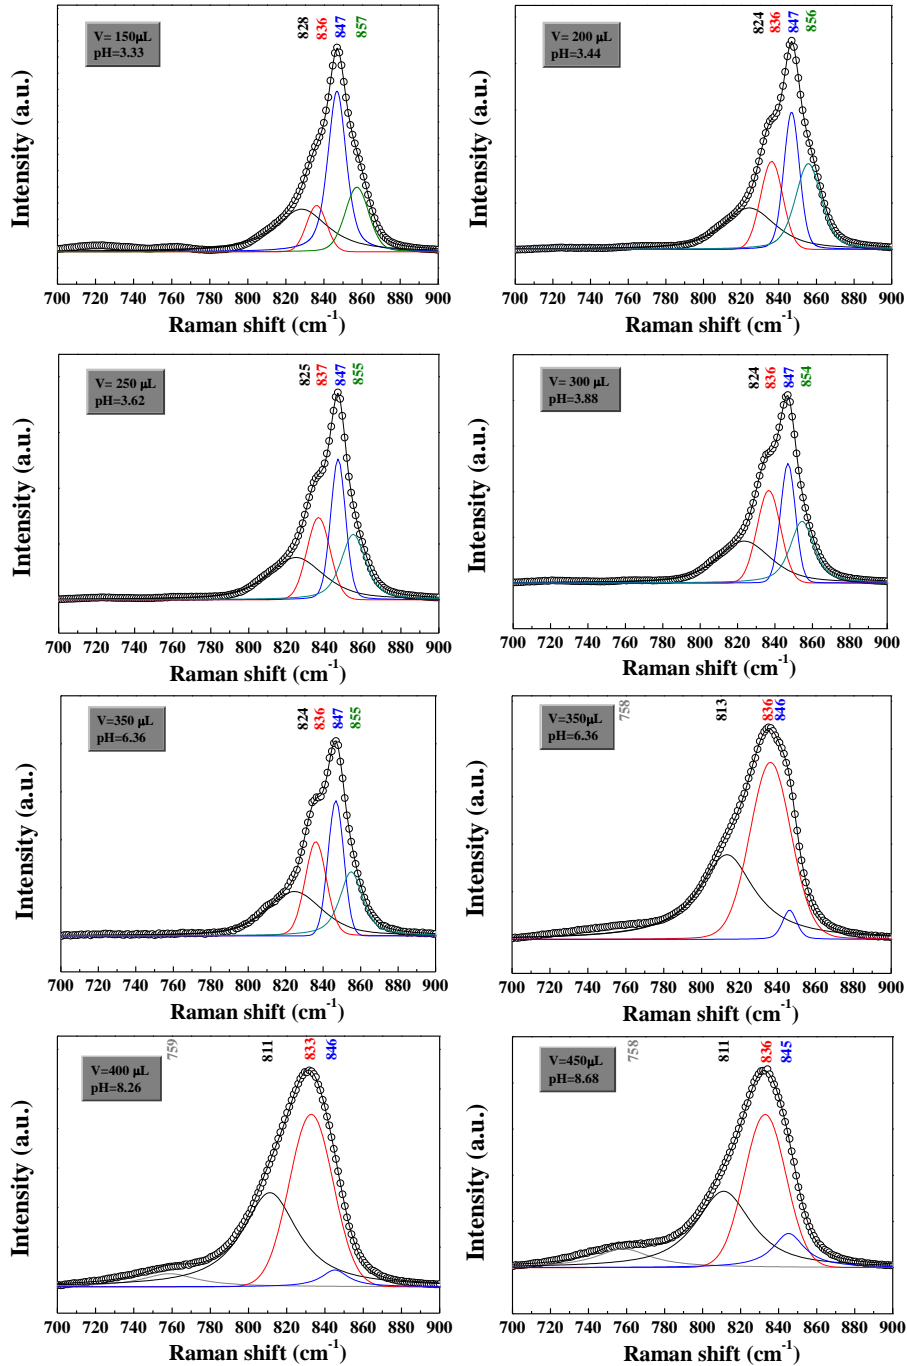 828 836 847 857
V= 150μL
pH=3.33
Intensity (a.u.)
700 720 740 760 780 800 820 840 860 880 900
Raman shift (cm-1)
824 836 847 856
V= 200 μL
pH=3.44
Intensity (a.u.)
700 720 740 760 780 800 820 840 860 880 900
Raman shift (cm-1)
825 837 847 855
V= 250 μL
pH=3.62
Intensity (a.u.)
700 720 740 760 780 800 820 840 860 880 900
Raman shift (cm-1)
824 836 847 854
V= 300 μL
pH=3.88
Intensity (a.u.)
700 720 740 760 780 800 820 840 860 880 900
Raman shift (cm-1)
824 836 847 855
V=350 μL
pH=6.36
Intensity (a.u.)
700 720 740 760 780 800 820 840 860 880 900
Raman shift (cm-1)
758 813 836 846
V=350μL
pH=6.36
Intensity (a.u.)
700 720 740 760 780 800 820 840 860 880 900
Raman shift (cm-1)
759 811 833 846
V=400 μL
pH=8.26
Intensity (a.u.)
700 720 740 760 780 800 820 840 860 880 900
Raman shift (cm-1)
758 811 836 845
V=450μL
pH=8.68
Intensity (a.u.)
700 720 740 760 780 800 820 840 860 880 900
Raman shift (cm-1)